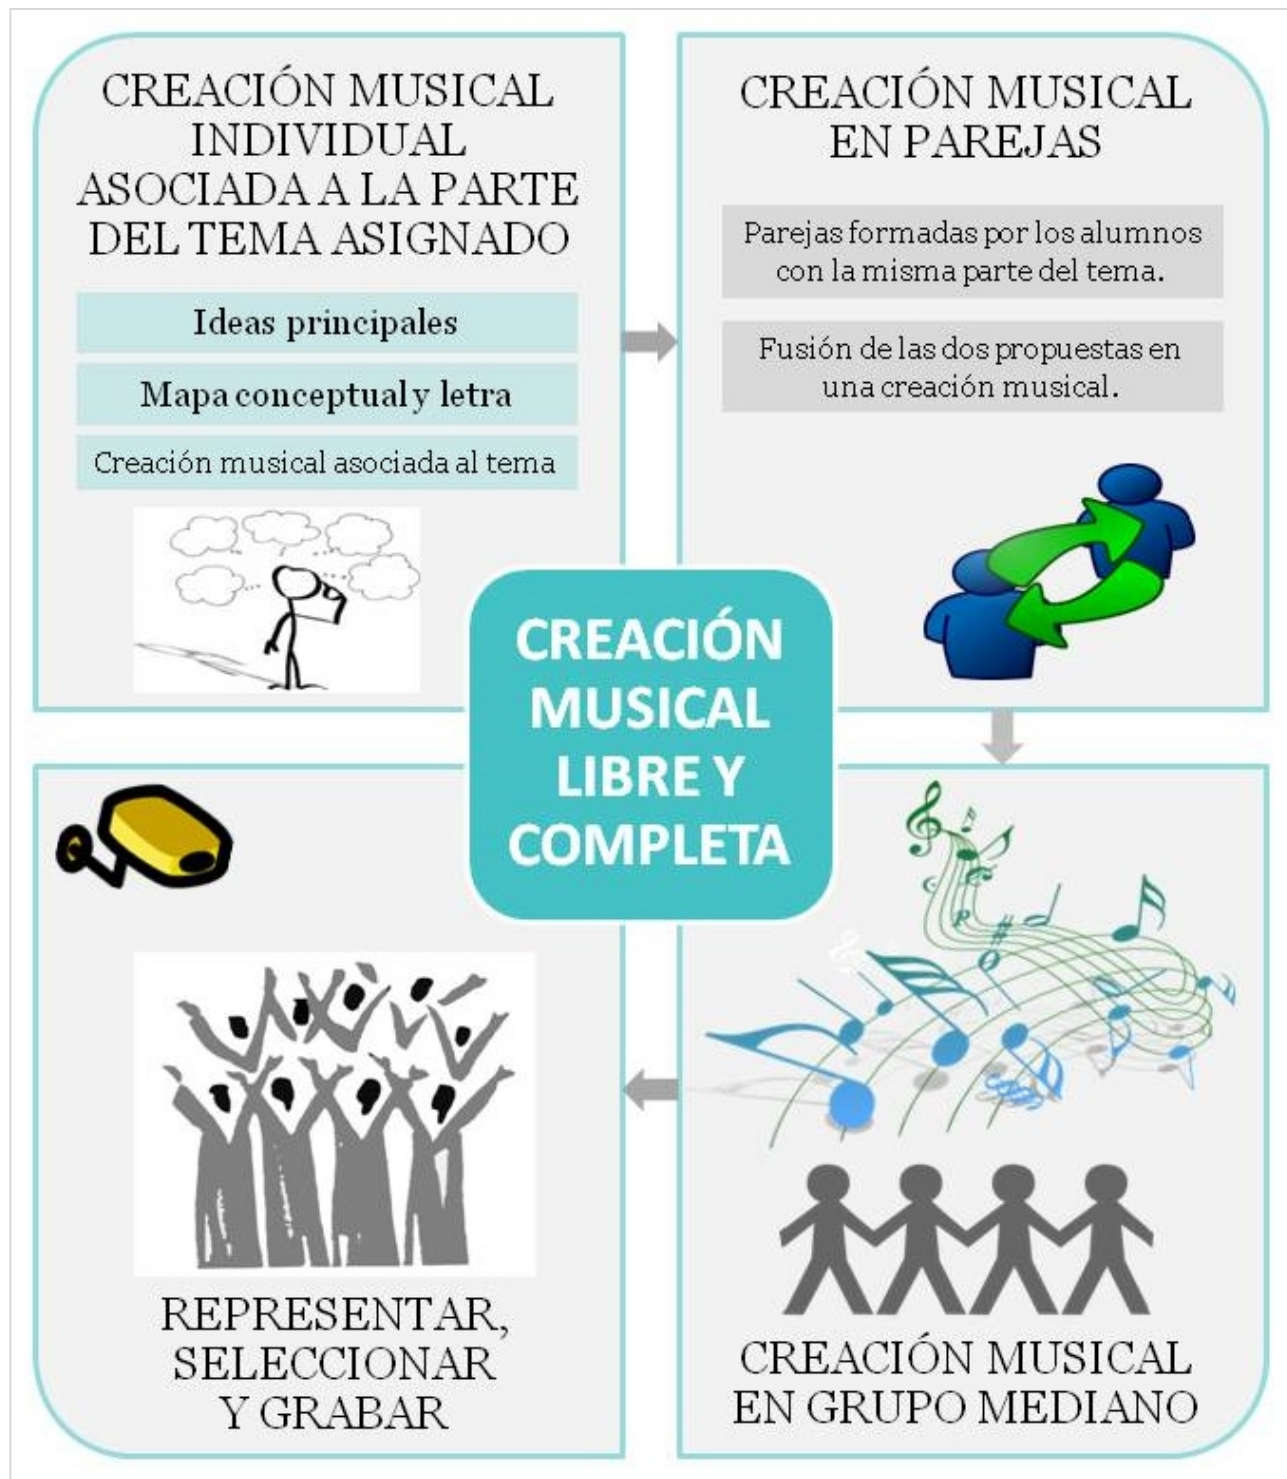 CREACIÓN MUSICAL
INDIVIDUAL
ASOCIADA A LA PARTE
DEL TEMA ASIGNADO
Ideas principales
Mapa conceptual y letra
Creación musical asociada al tema
CREACIÓN MUSICAL
EN PAREJAS
Parejas formadas por los alumnos
con la misma parte del tema.
Fusión de las dos propuestas en
una creación musical.
CREACIÓN
MUSICAL
LIBRE Y
COMPLETA
CREACIÓN MUSICAL
EN GRUPO MEDIANO
REPRESENTAR,
SELECCIONAR
Y GRABAR